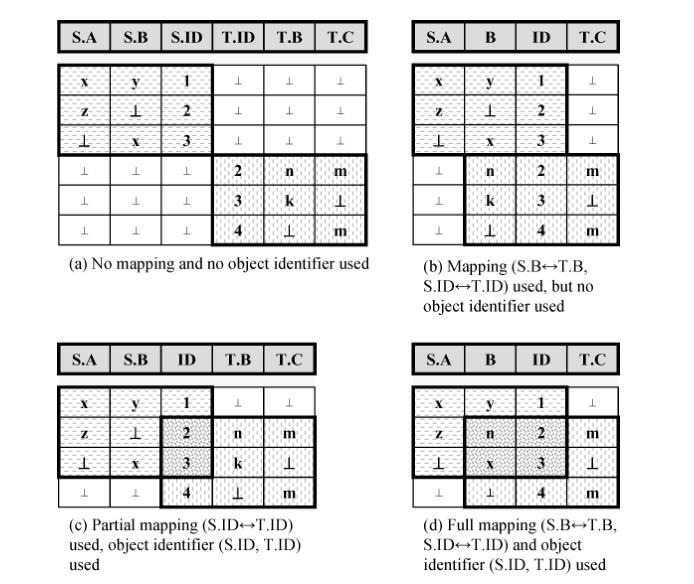 S.A S.B S.ID T.ID T.B T.C
x y 1 ⊥ ⊥ ⊥
z ⊥ 2 ⊥ ⊥ ⊥
⊥ x 3 ⊥ ⊥ ⊥
⊥ ⊥ ⊥ 2 n m
⊥ ⊥ ⊥ 3 k ⊥
⊥ ⊥ ⊥ 4 ⊥ m
(a) No mapping and no object identifier used
S.A B ID T.C
x y 1 ⊥
z ⊥ 2 ⊥
⊥ x 3 ⊥
⊥ n 2 m
⊥ k 3 ⊥
⊥ ⊥ 4 m
(b) Mapping (S.B↔T.B,
S.ID↔T.ID) used, but no
object identifier used
S.A S.B ID T.B T.C
x y 1 ⊥ ⊥
z ⊥ 2 n m
⊥ x 3 k ⊥
⊥ ⊥ 4 ⊥ m
(c) Partial mapping (S.ID↔T.ID)
used, object identifier (S.ID, T.ID)
used
S.A B ID T.C
x y 1 ⊥
z n 2 m
⊥ x 3 ⊥
⊥ ⊥ 4 m
(d) Full mapping (S.B↔T.B,
S.ID↔T.ID) and object
identifier (S.ID, T.ID) used